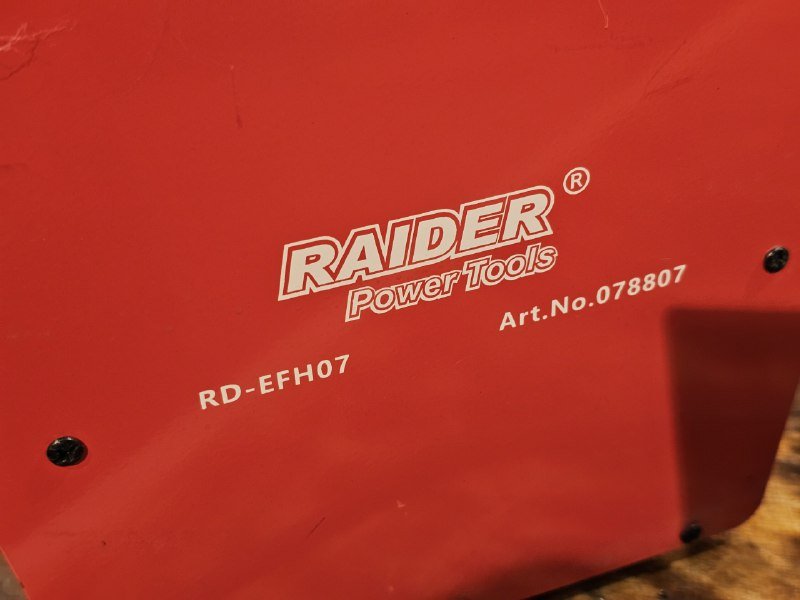 RAIDER ®
Power Tools
Art.No.078807
RD-EFH07